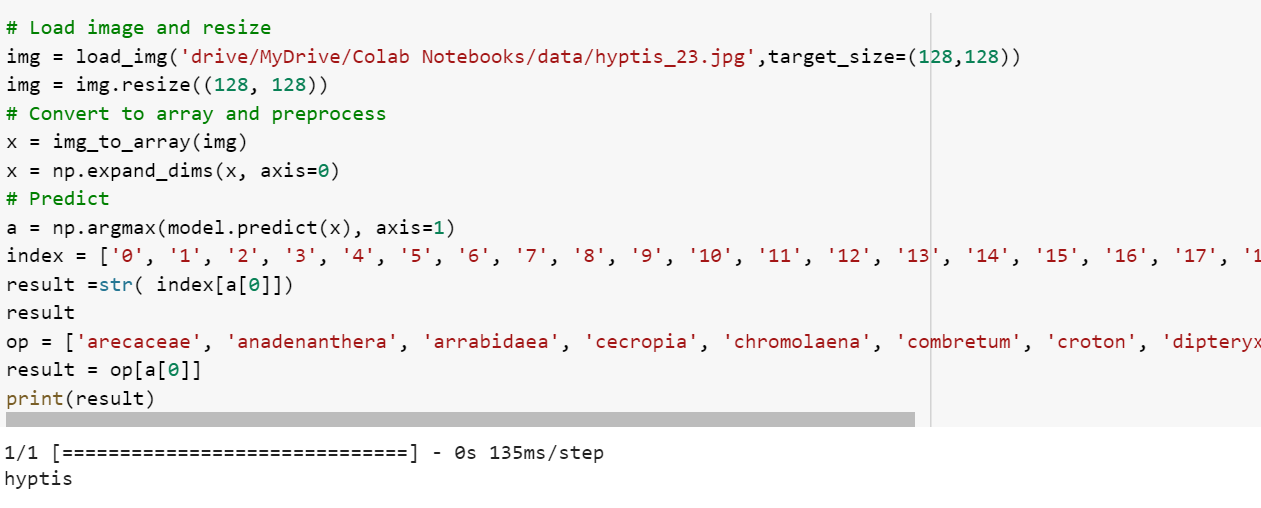 # Load image and resize
img = load_img('drive/MyDrive/Colab Notebooks/data/hyptis_23.jpg',target_size=(128,128))
img = img.resize((128, 128))
# Convert to array and preprocess
x = img_to_array(img)
x = np.expand_dims(x, axis=0)
# Predict
a = np.argmax(model.predict(x), axis=1)
index = ['0', '1', '2', '3', '4', '5', '6', '7', '8', '9', '10', '11', '12', '13', '14', '15', '16', '17', '1
result =str( index[a[0]])
result
op = ['arecaceae', 'anadenanthera', 'arrabidaea', 'cecropia', 'chromolaena', 'combretum', 'croton', 'dipteryx
result = op[a[0]]
print(result)
1/1 [==============================] - 0s 135ms/step
hyptis